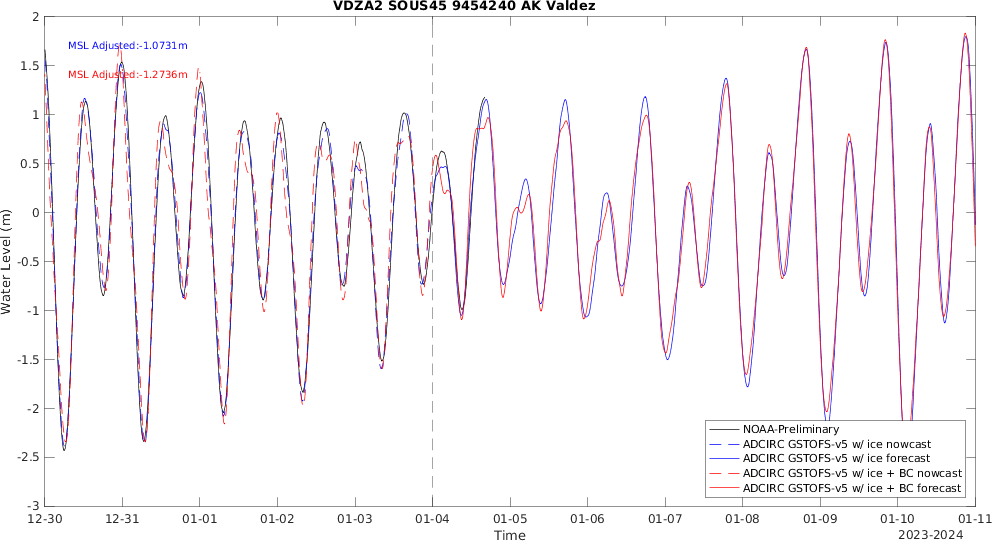 VDZA2 SOUS45 9454240 AK Valdez
MSL Adjusted:-1.0731m
MSL Adjusted:-1.2736m
Water Level (m)
2
1.5
1
0.5
0
-0.5
-1
-1.5
-2
-2.5
-3
NOAA-Preliminary
ADCIRC GSTOFS-v5 w/ ice nowcast
ADCIRC GSTOFS-v5 w/ ice forecast
ADCIRC GSTOFS-v5 w/ ice + BC nowcast
ADCIRC GSTOFS-v5 w/ ice + BC forecast
12-30 12-31 01-01 01-02 01-03 01-04 01-05 01-06 01-07 01-08 01-09 01-10 01-11
Time
2023-2024